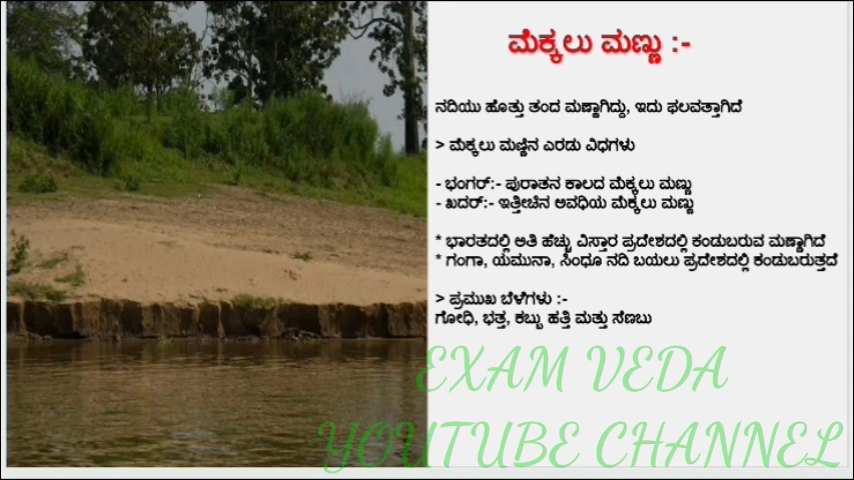 ಮೆಕ್ಕಲು ಮಣ್ಣು :-
ನದಿಯು ಹೊತ್ತು ತಂದ ಮಣ್ಣಾಗಿದ್ದು, ಇದು ಫಲವತ್ತಾಗಿದೆ
> ಮೆಕ್ಕಲು ಮಣ್ಣಿನ ಎರಡು ವಿಧಗಳು
- ಭಂಗರ್:- ಪುರಾತನ ಕಾಲದ ಮೆಕ್ಕಲು ಮಣ್ಣು
- ಖದರ್:- ಇತ್ತೀಚಿನ ಅವಧಿಯ ಮೆಕ್ಕಲು ಮಣ್ಣು
* ಭಾರತದಲ್ಲಿ ಅತಿ ಹೆಚ್ಚು ವಿಸ್ತಾರ ಪ್ರದೇಶದಲ್ಲಿ ಕಂಡುಬರುವ ಮಣ್ಣಾಗಿದೆ
* ಗಂಗಾ, ಯಮುನಾ, ಸಿಂಧೂ ನದಿ ಬಯಲು ಪ್ರದೇಶದಲ್ಲಿ ಕಂಡುಬರುತ್ತದೆ
> ಪ್ರಮುಖ ಬೆಳೆಗಳು :-
ಗೋಧಿ, ಭತ್ತ, ಕಬ್ಬು ಹತ್ತಿ ಮತ್ತು ಸೆಣಬು
EXAM VEDA
YOUTUBE CHANNEL